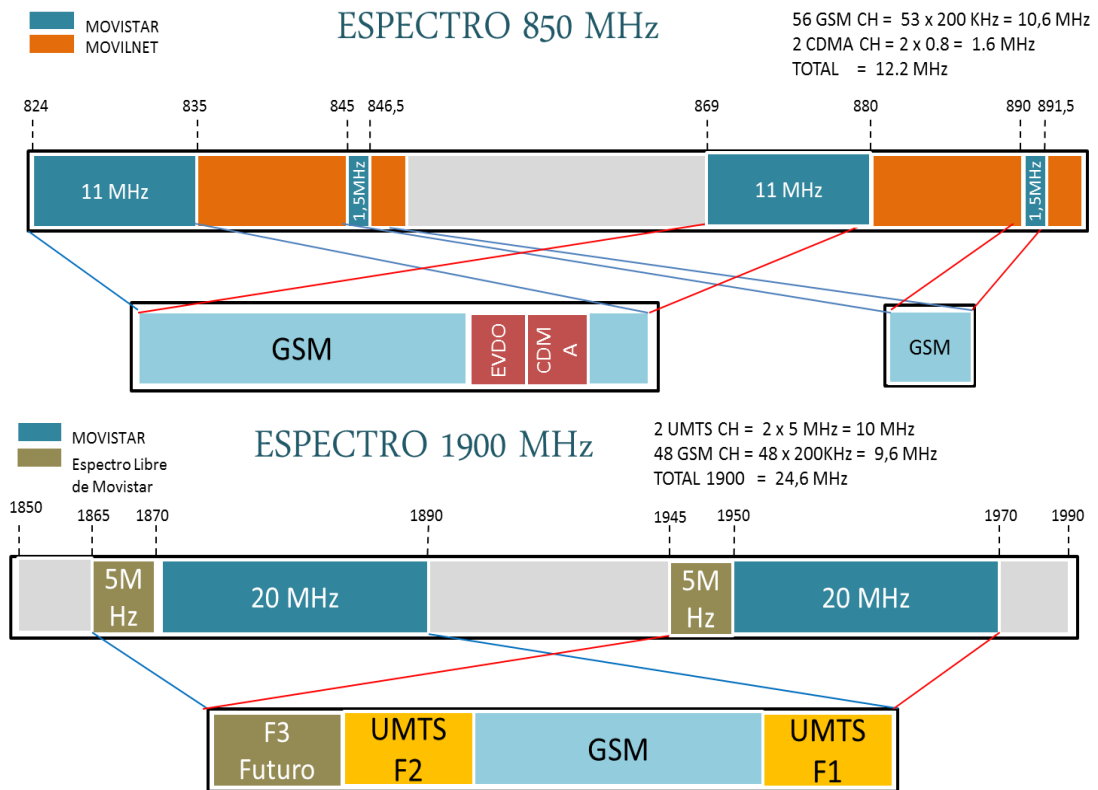 MOVISTAR
MOVILNET
ESPECTRO 850 MHz
56 GSM CH = 53 x 200 KHz = 10,6 MHz
2 CDMA CH = 2 x 0.8 = 1.6 MHz
TOTAL = 12.2 MHz
824 835 845 846,5 869 880 890 891,5
11 MHz
1,5MHz
11 MHz
1,5MHz
GSM
EVDO
CDM
A
GSM
MOVISTAR
Espectro Libre
de Movistar
ESPECTRO 1900 MHz
2 UMTS CH = 2 x 5 MHz = 10 MHz
48 GSM CH = 48 x 200KHz = 9,6 MHz
TOTAL 1900 = 24,6 MHz
1850 1865 1870 1890 1945 1950 1970 1990
5M
Hz
20 MHz
5M
Hz
20 MHz
F3
Futuro
UMTS
F2
GSM
UMTS
F1